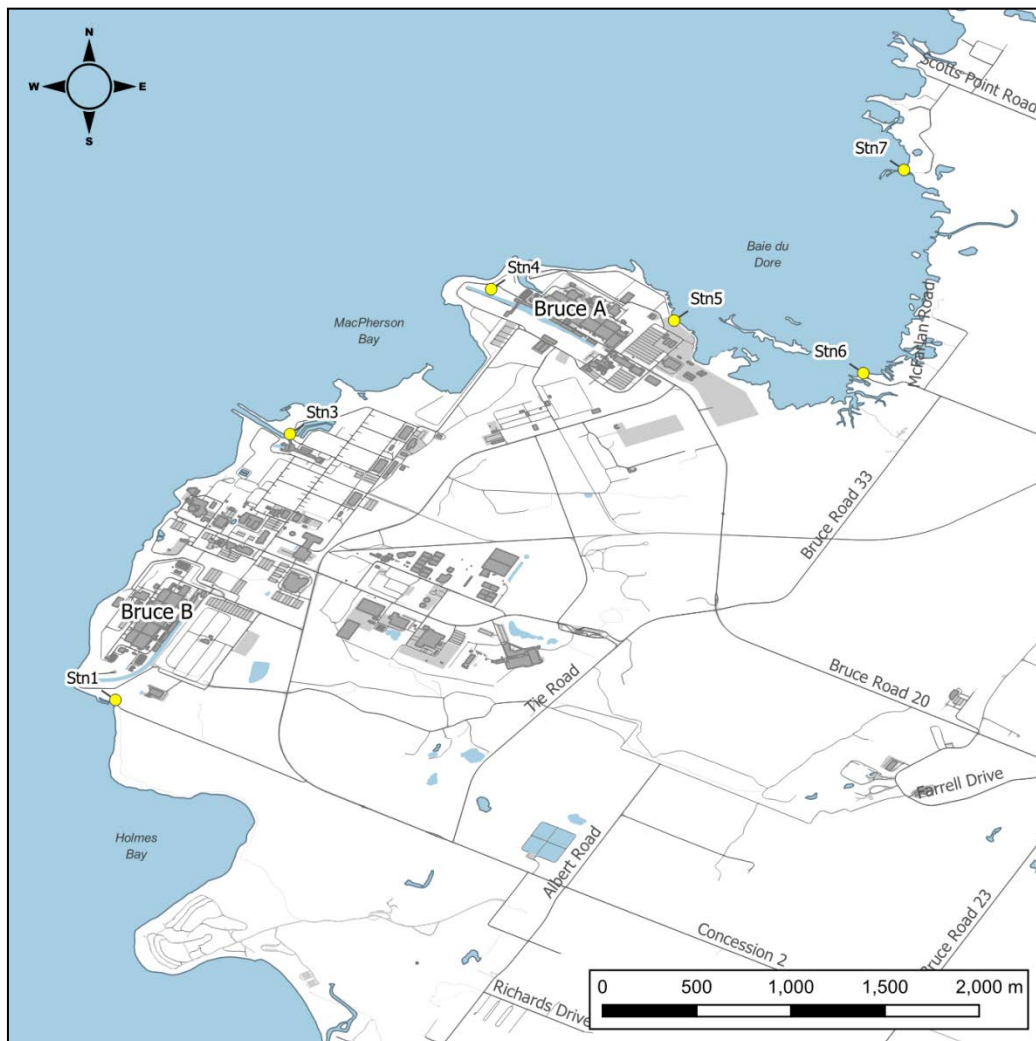 N
W E
S
Scotts Point Road
Stn7
Baie du
Dore
Stn4
Bruce A
Stn5
MacPherson
Bay
Stn6
McFarlan Road
Stn3
Bruce Road 33
Bruce B
Stn1
Tie Road
Bruce Road 20
Farrell Drive
Holmes
Bay
Albert Road
Concession 2
Bruce Road 23
Richards Drive
0 500 1,000 1,500 2,000 m